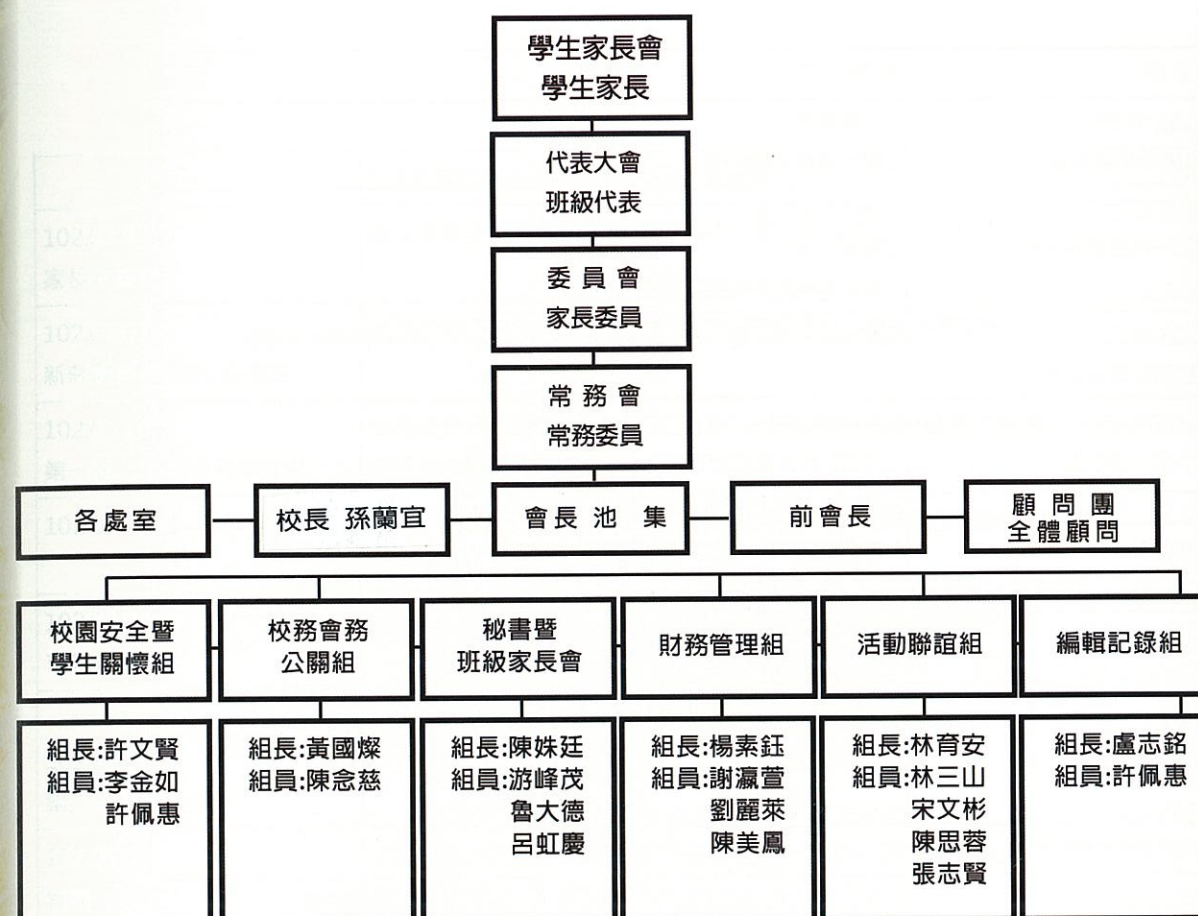 學生家長會
學生家長
代表大會
班級代表
委員會
家長委員
常務會
常務委員
各處室
校長 孫蘭宜
會長 池 集
前會長
顧問團
全體顧問
校園安全暨
學生關懷組
校務會務
公關組
秘書暨
班級家長會
財務管理組
活動聯誼組
編輯記錄組
組長:許文賢
組員:李金如
許佩惠
組長:黃國燦
組員:陳念慈
組長:陳姝廷
組員:游峰茂
魯大德
呂虹慶
組長:楊素鈺
組員:謝瀛萱
劉麗萊
陳美鳳
組長:林育安
組員:林三山
宋文彬
陳思蓉
張志賢
組長:盧志銘
組員:許佩惠